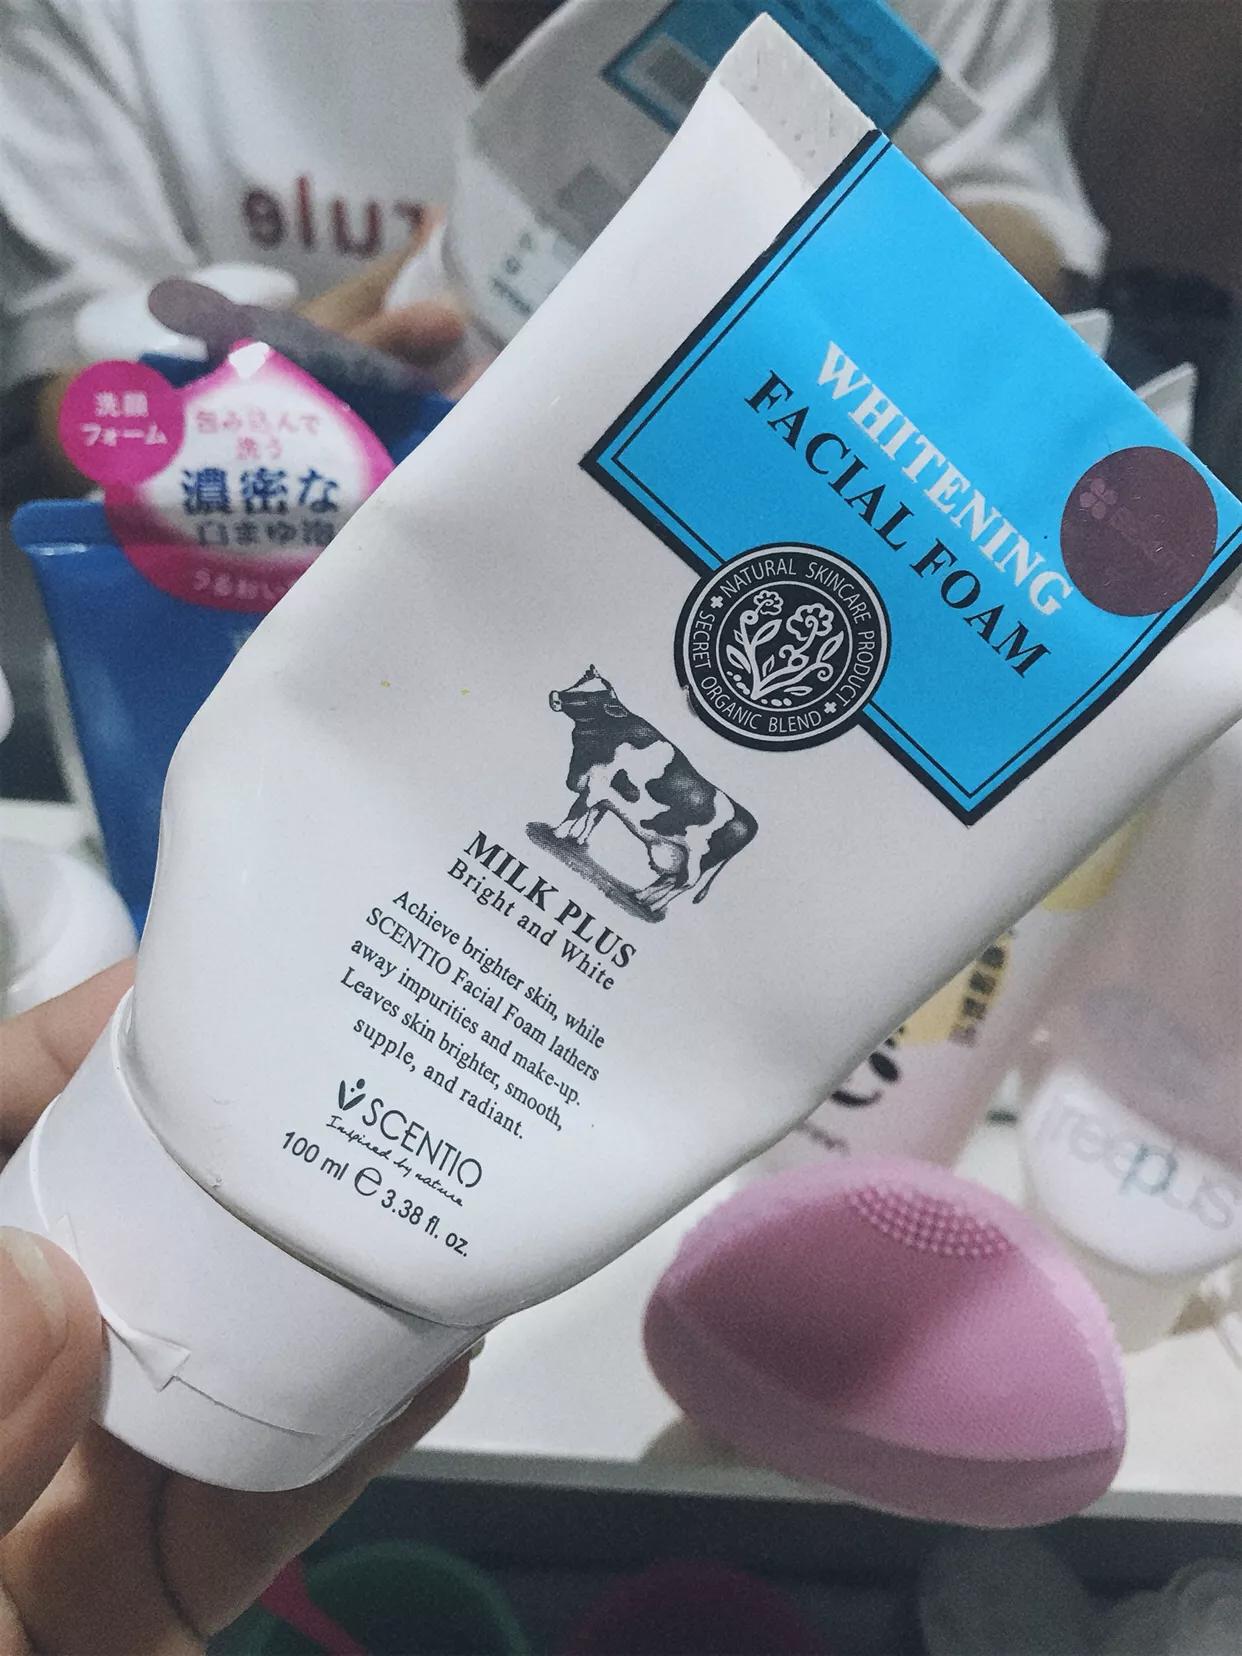 WHITENING
FACIAL FOAM
NATURAL SKINCARE PRODUCT
SECRET ORGANIC BLEND
MILK PLUS
Bright and White
Achieve brighter skin, while
SCENTIO Facial Foam lathers
away impurities and make-up.
Leaves skin brighter, smooth,
supple, and radiant.
SCENTIO
Inspired by nature
100 ml e 3.38 fl. oz.
洗顔
フォーム
包み込んで
洗う
濃密な
白まゆ泡
うるおい